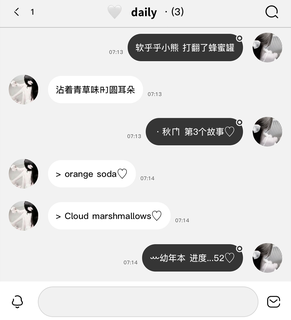 1
daily · (3)
软乎乎小熊 打翻了蜂蜜罐
07:13
沾着青草味的圆耳朵
07:13
· 秋门 第3个故事♡
07:13
> orange soda♡
07:14
> Cloud marshmallows♡
07:14
幼年本 进度...52♡
07:14